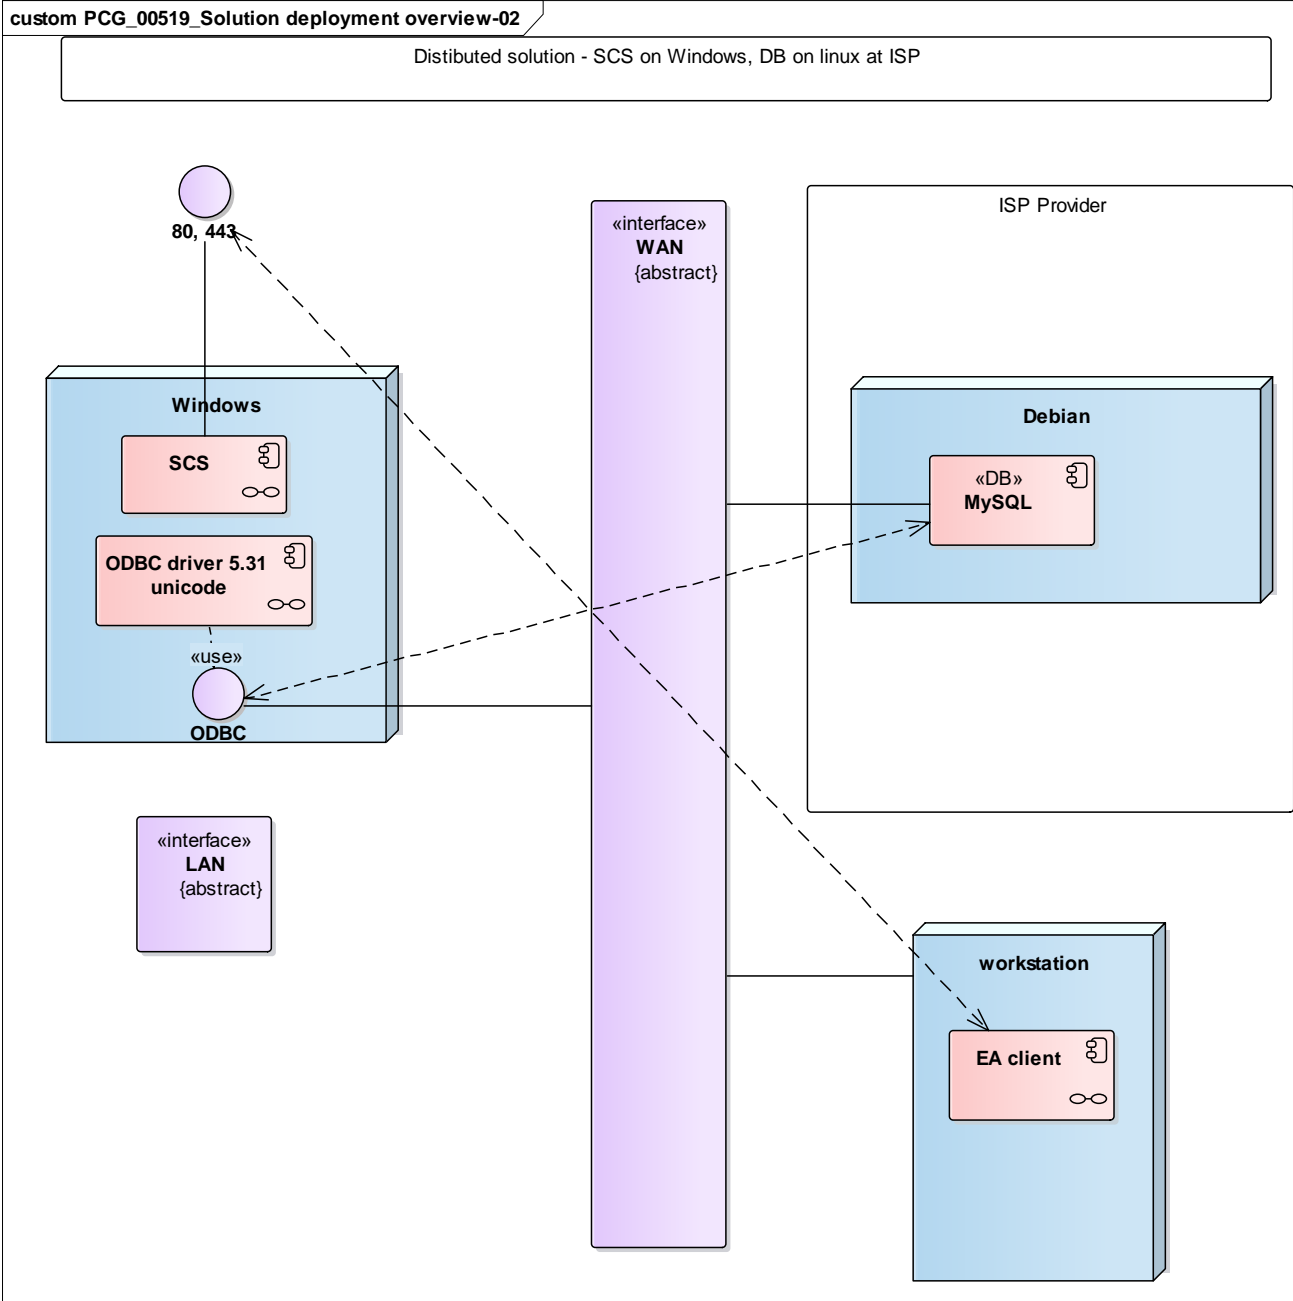 custom PCG_00519_Solution deployment overview-02
Distibuted solution - SCS on Windows, DB on linux at ISP
80, 443
«interface»
WAN
{abstract}
ISP Provider
Windows
SCS
ODBC driver 5.31
unicode
«use»
ODBC
Debian
«DB»
MySQL
«interface»
LAN
{abstract}
workstation
EA client